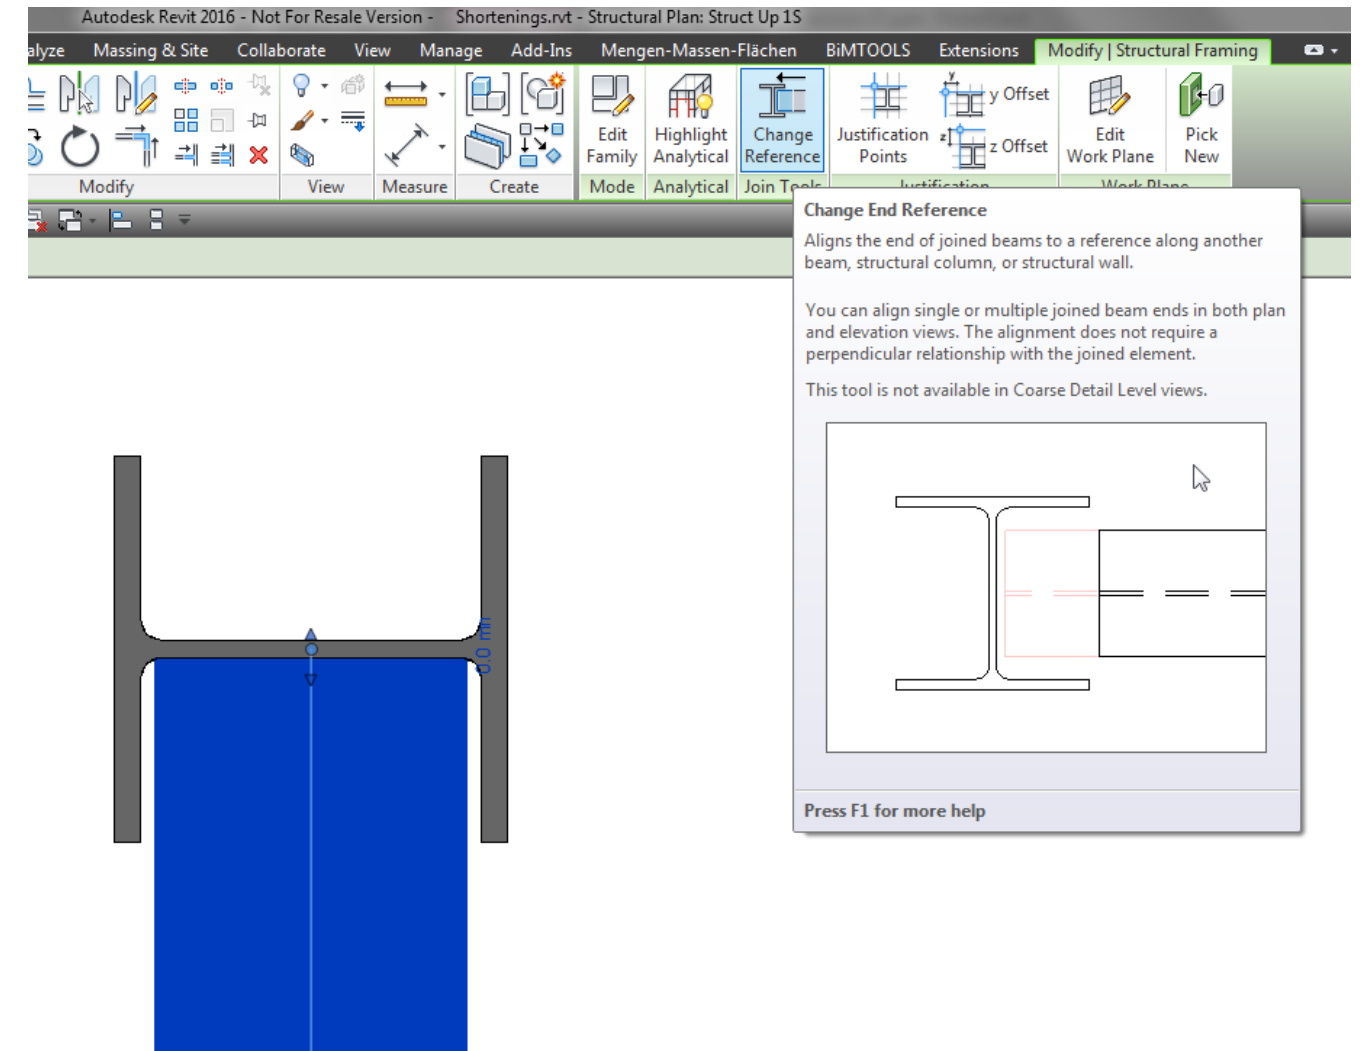 Autodesk Revit 2016 - Not For Resale Version - Shortenings.rvt - Structural Plan: Struct Up 1S
alyze Massing & Site Collaborate View Manage Add-Ins Mengen-Massen-Flächen BiMTOOLS Extensions Modify | Structural Framing
y Offset
Edit Family Highlight Analytical Change Reference Justification Points z Offset Edit Work Plane Pick New
Modify View Measure Create Mode Analytical Join Tools Justification Work Plane
Change End Reference
Aligns the end of joined beams to a reference along another
beam, structural column, or structural wall.
You can align single or multiple joined beam ends in both plan
and elevation views. The alignment does not require a
perpendicular relationship with the joined element.
This tool is not available in Coarse Detail Level views.
Press F1 for more help